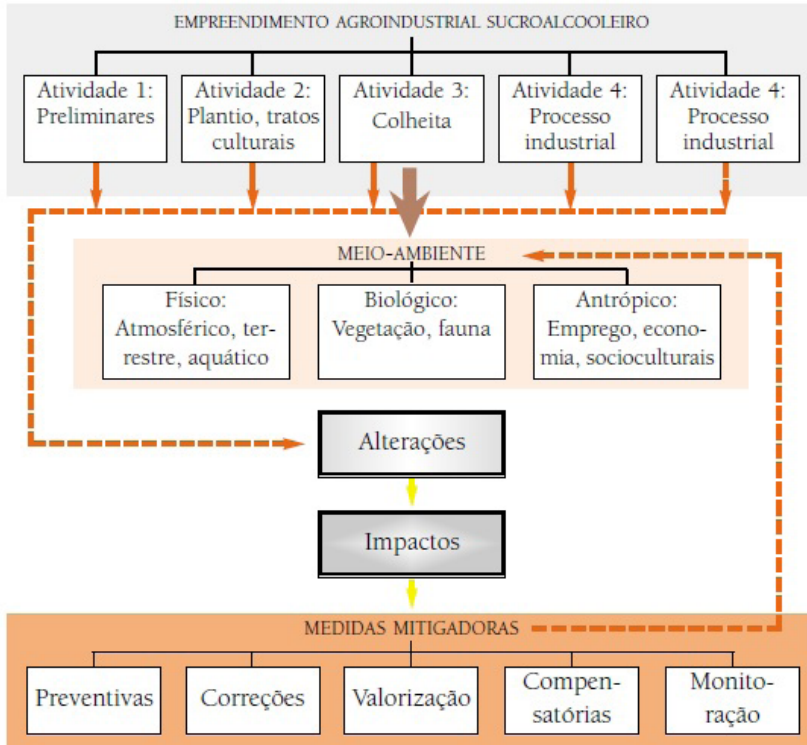 EMPREENDIMENTO AGROINDUSTRIAL SUCROALCOOLEIRO
Atividade 1:
Preliminares
Atividade 2:
Plantio, tratos
culturais
Atividade 3:
Colheita
Atividade 4:
Processo
industrial
Atividade 4:
Processo
industrial
MEIO-AMBIENTE
Físico:
Atmosférico, ter-
restre, aquático
Biológico:
Vegetação, fauna
Antrópico:
Emprego, econo-
mia, socioculturais
Alterações
Impactos
MEDIDAS MITIGADORAS
Preventivas
Correções
Valorização
Compen-
satórias
Monito-
ração